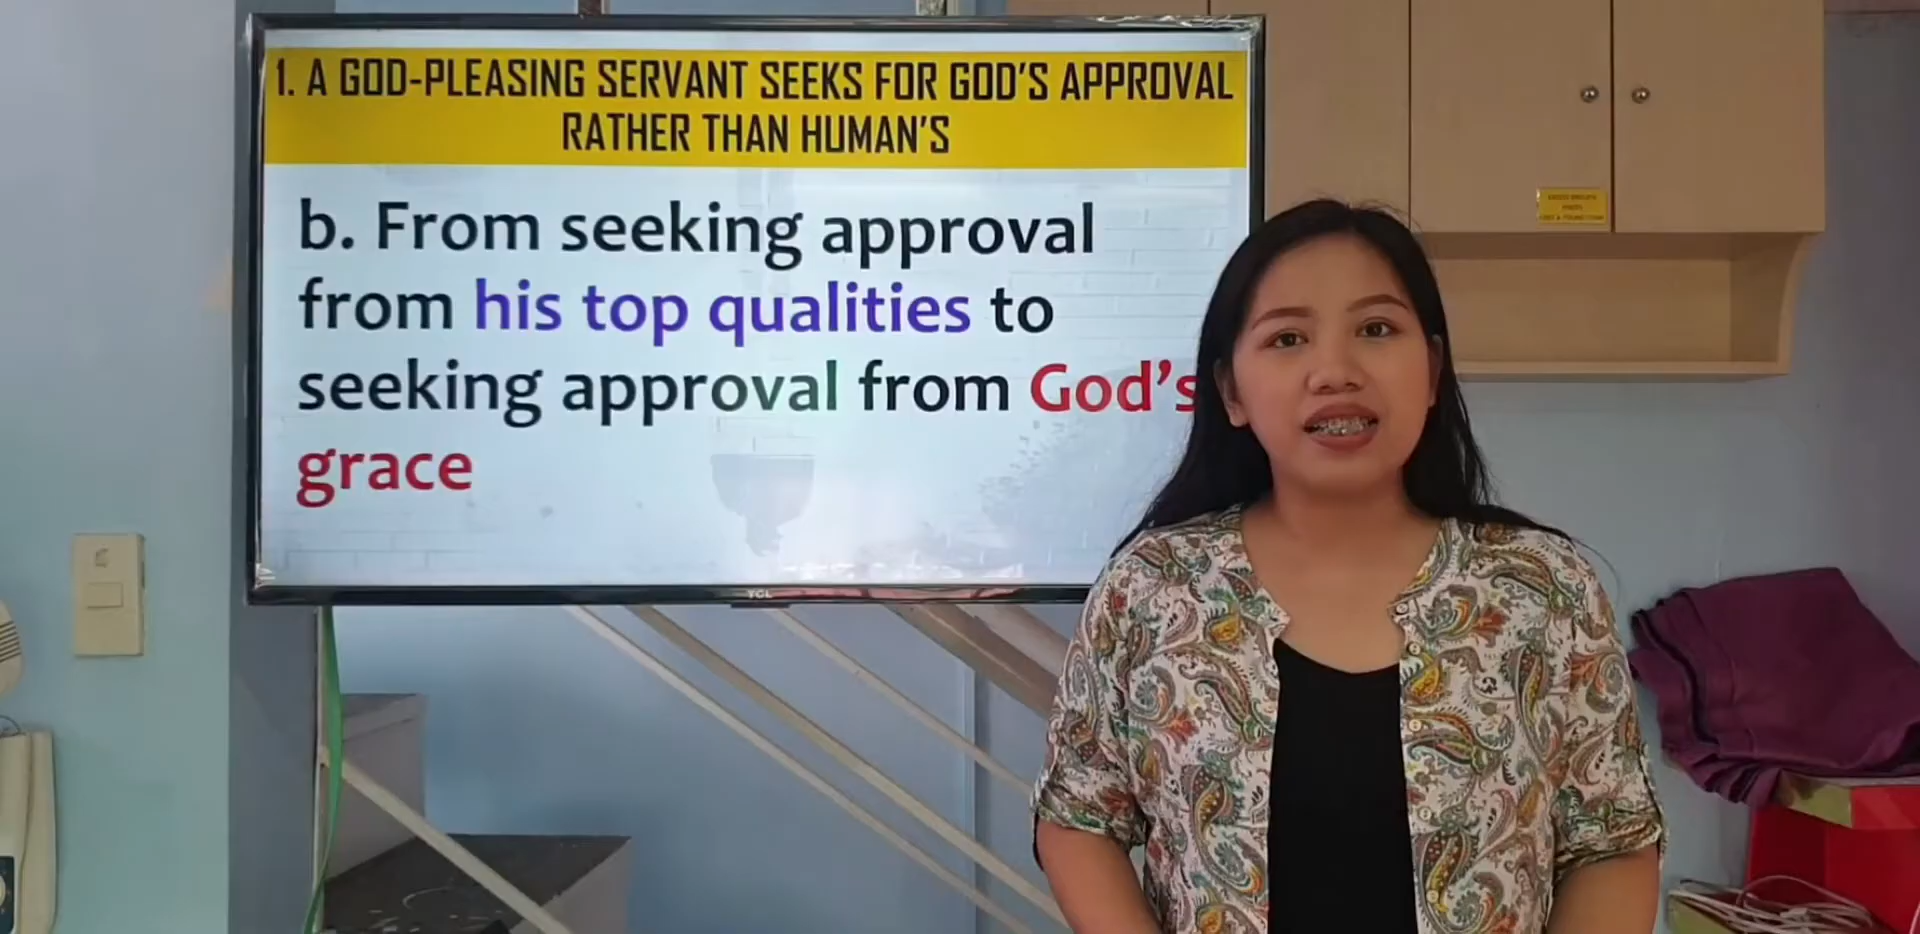 1. A GOD-PLEASING SERVANT SEEKS FOR GOD'S APPROVAL
RATHER THAN HUMAN'S
b. From seeking approval
from his top qualities to
seeking approval from God's
grace
TCL